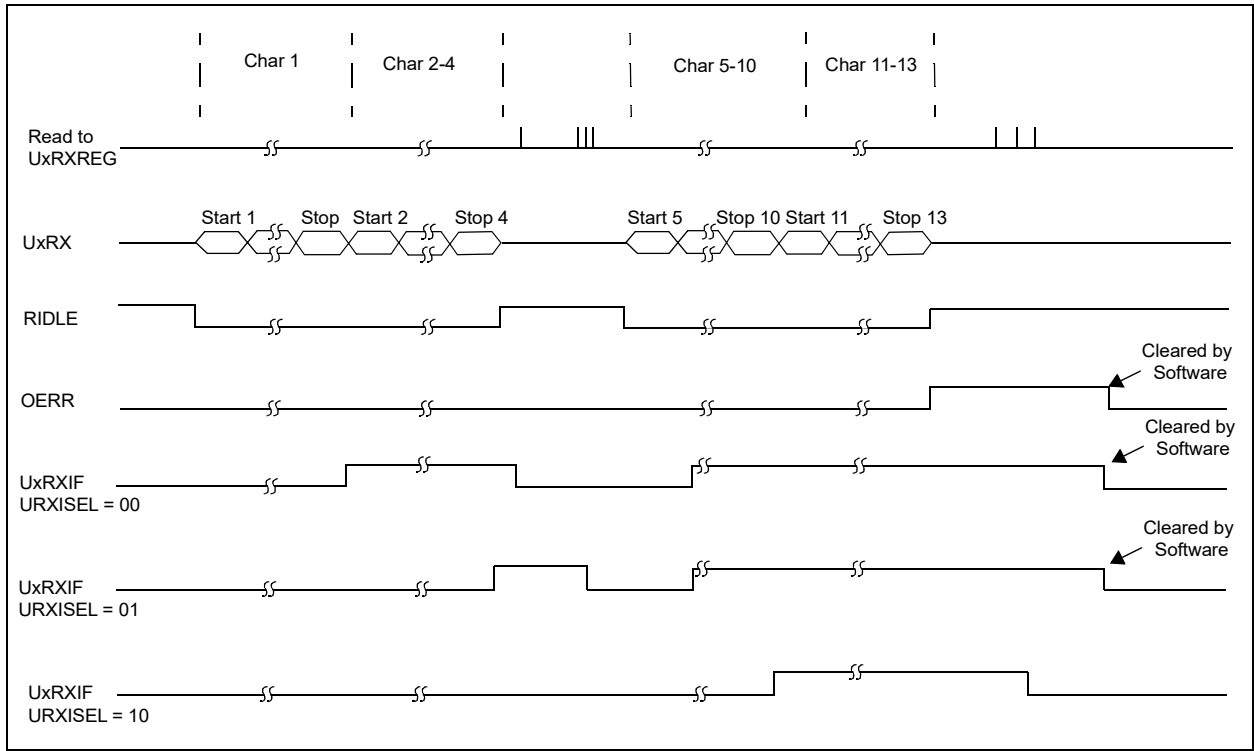 Char 1
Char 2-4
Char 5-10
Char 11-13
Read to
UxRXREG
UxRX
Start 1
Stop
Start 2
Stop 4
Start 5
Stop 10
Start 11
Stop 13
RIDLE
OERR
Cleared by
Software
UxRXIF
URXISEL = 00
Cleared by
Software
UxRXIF
URXISEL = 01
Cleared by
Software
UxRXIF
URXISEL = 10